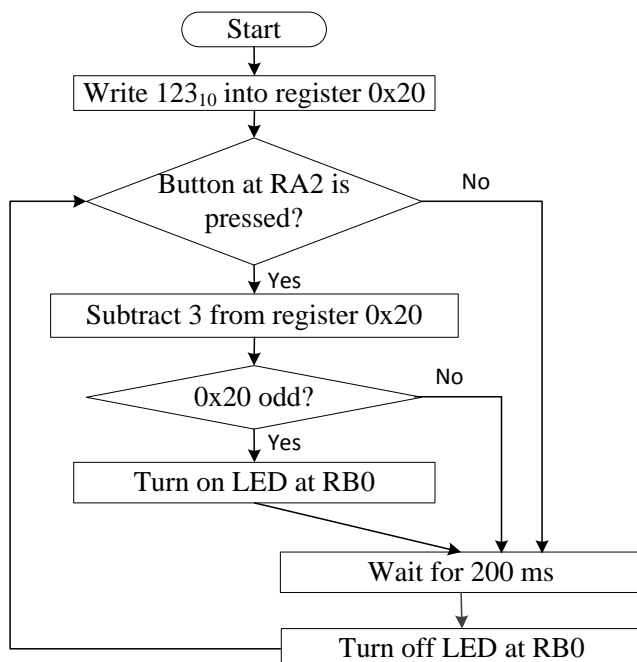 Start
Write 123₁₀ into register 0x20
Button at RA2 is
pressed?
No
Yes
Subtract 3 from register 0x20
0x20 odd?
No
Yes
Turn on LED at RB0
Wait for 200 ms
Turn off LED at RB0